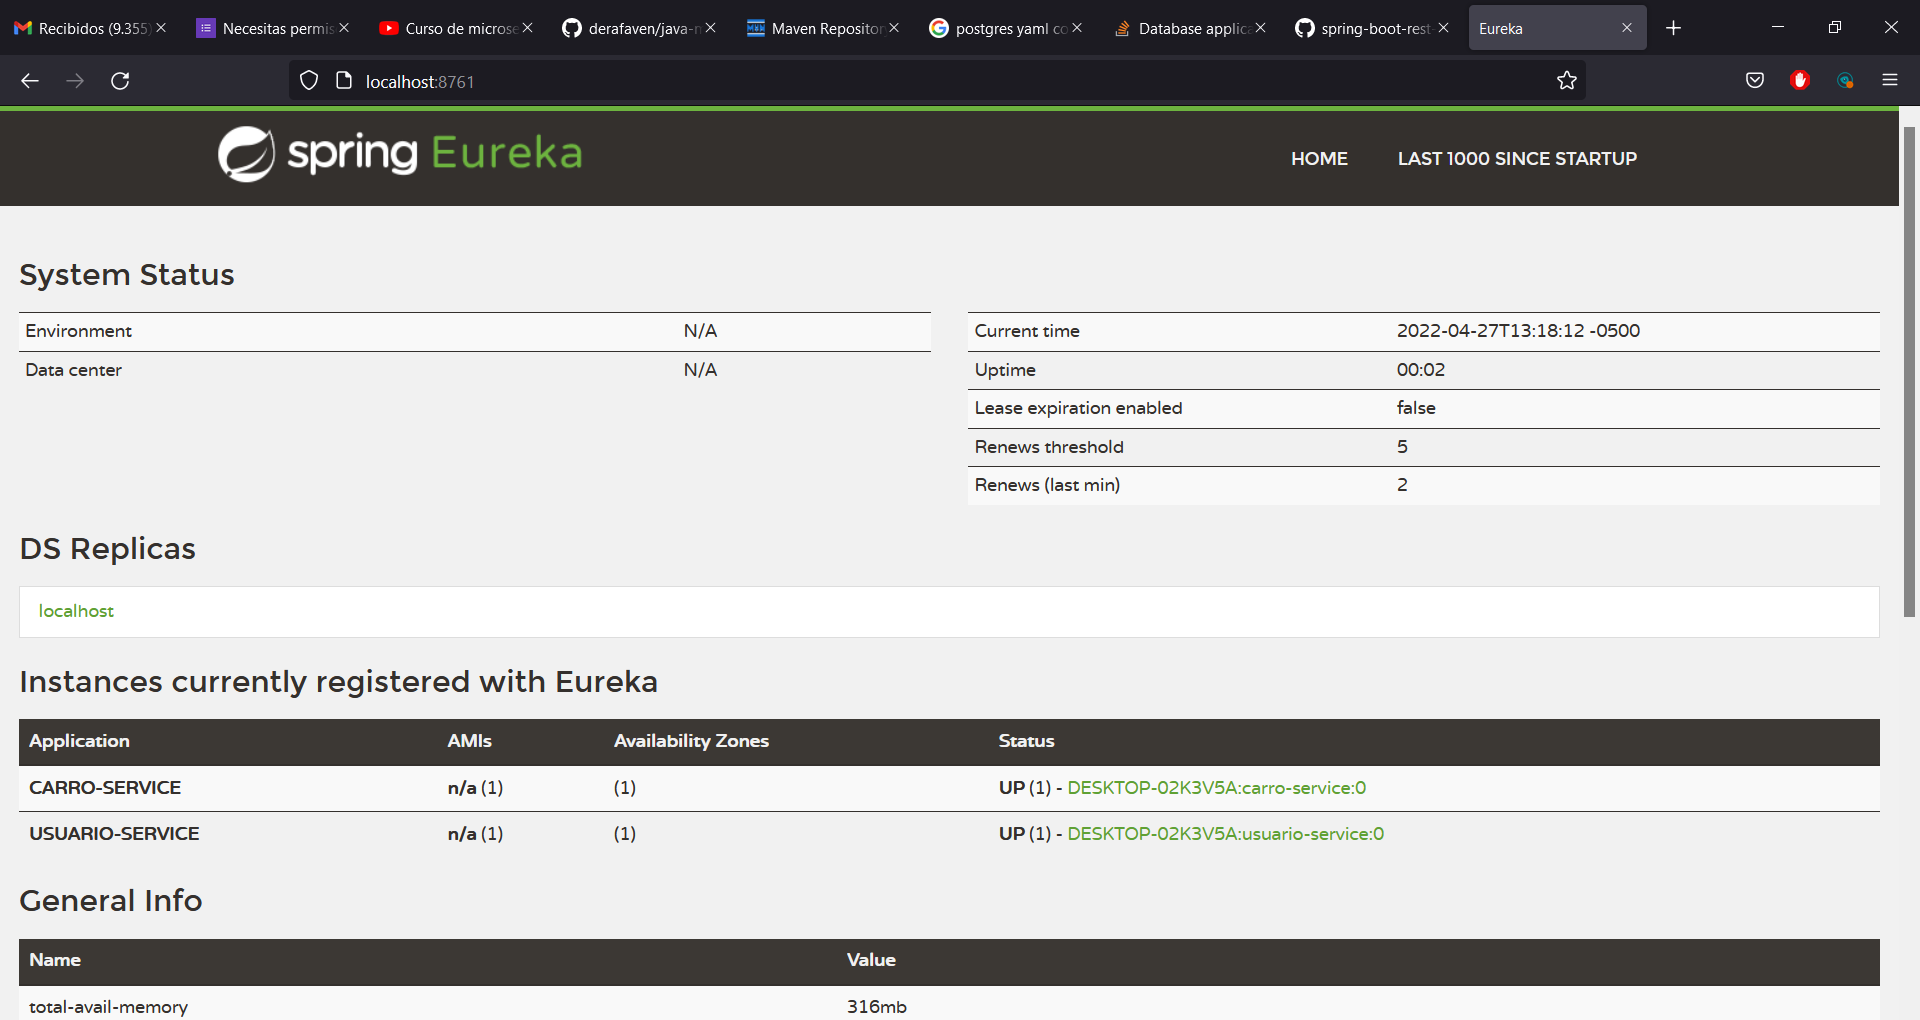 Recibidos (9.355)
Necesitas permis
Curso de microse
derafaven/java-n
Maven Repository
postgres yaml co
Database applica
spring-boot-rest-
Eureka
localhost:8761
spring Eureka
HOME
LAST 1000 SINCE STARTUP
System Status
Environment N/A
Data center N/A
Current time 2022-04-27T13:18:12 -0500
Uptime 00:02
Lease expiration enabled false
Renews threshold 5
Renews (last min) 2
DS Replicas
localhost
Instances currently registered with Eureka
Application AMIs Availability Zones Status
CARRO-SERVICE n/a (1) (1) UP (1) - DESKTOP-02K3V5A:carro-service:0
USUARIO-SERVICE n/a (1) (1) UP (1) - DESKTOP-02K3V5A:usuario-service:0
General Info
Name Value
total-avail-memory 316mb